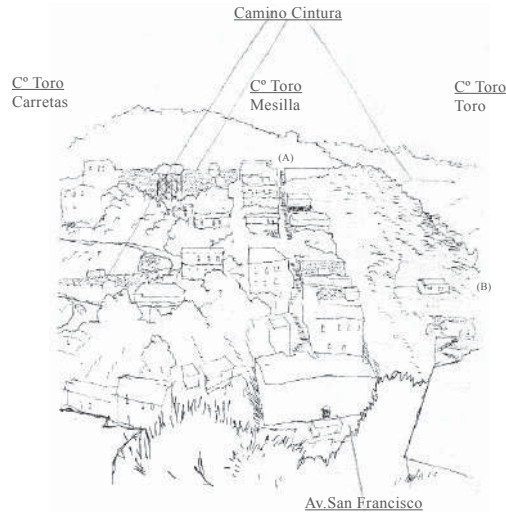 Camino Cintura
Cº Toro
Carretas
Cº Toro
Mesilla
Cº Toro
Toro
(A)
(B)
Av.San Francisco